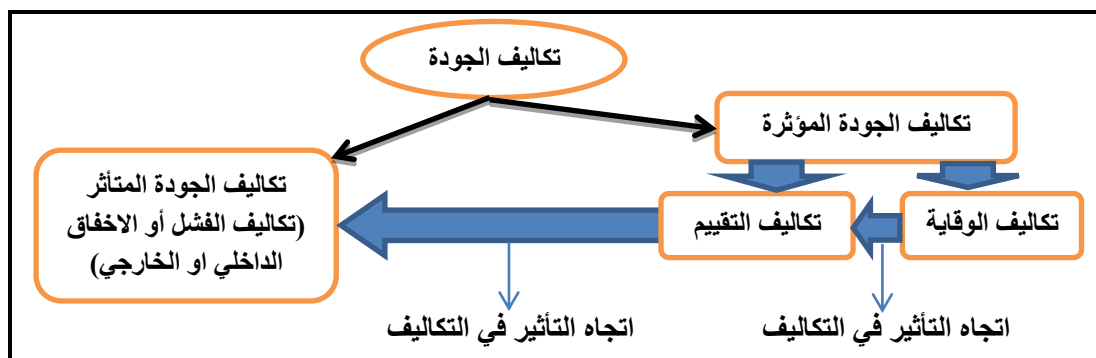 تكاليف الجودة
تكاليف الجودة المؤثرة
تكاليف الوقاية
تكاليف التقييم
تكاليف الجودة المتأثر
(تكاليف الفشل أو الاخفاق
الداخلي او الخارجي)
اتجاه التأثير في التكاليف
اتجاه التأثير في التكاليف